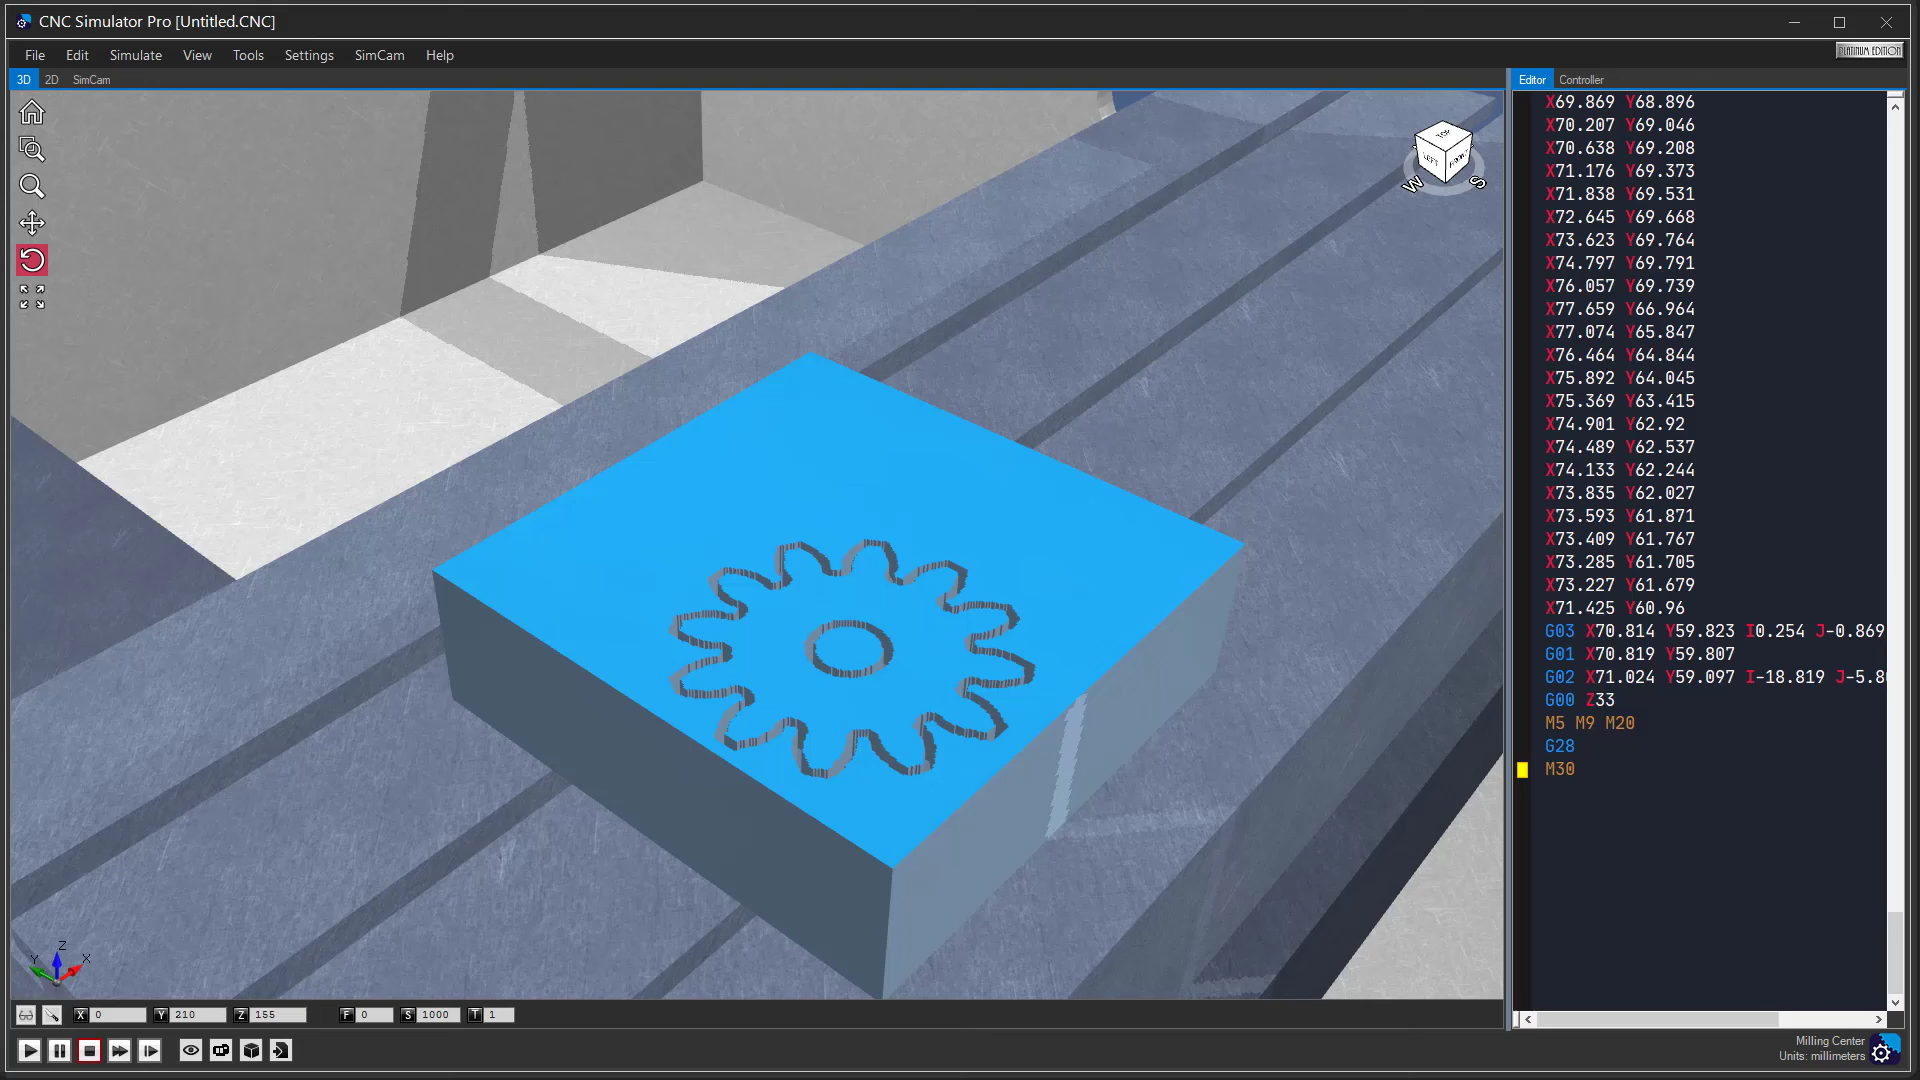 CNC Simulator Pro [Untitled.CNC]
File Edit Simulate View Tools Settings SimCam Help
PLATINUM EDITION
3D 2D SimCam
Editor Controller
TOP
LEFT FRONT
W S
X69.869 Y68.896
X70.207 Y69.046
X70.638 Y69.208
X71.176 Y69.373
X71.838 Y69.531
X72.645 Y69.668
X73.623 Y69.764
X74.797 Y69.791
X76.057 Y69.739
X77.659 Y66.964
X77.074 Y65.847
X76.464 Y64.844
X75.892 Y64.045
X75.369 Y63.415
X74.901 Y62.92
X74.489 Y62.537
X74.133 Y62.244
X73.835 Y62.027
X73.593 Y61.871
X73.409 Y61.767
X73.285 Y61.705
X73.227 Y61.679
X71.425 Y60.96
G03 X70.814 Y59.823 I0.254 J-0.869
G01 X70.819 Y59.807
G02 X71.024 Y59.097 I-18.819 J-5.8
G00 Z33
M5 M9 M20
G28
M30
Z
Y X
X 0 Y 210 Z 155 F 0 S 1000 T 1
Milling Center
Units: millimeters